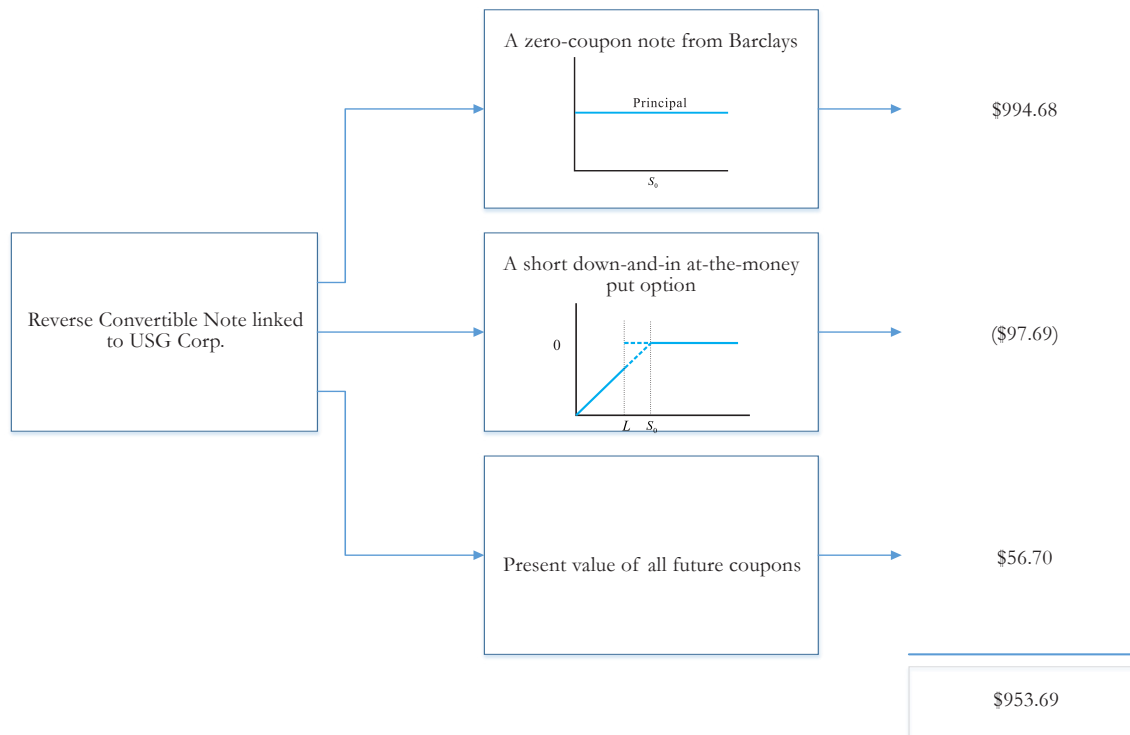 A zero-coupon note from Barclays
Principal
S₀
$994.68
Reverse Convertible Note linked
to USG Corp.
A short down-and-in at-the-money
put option
0
L
S₀
($97.69)
Present value of all future coupons
$56.70
$953.69